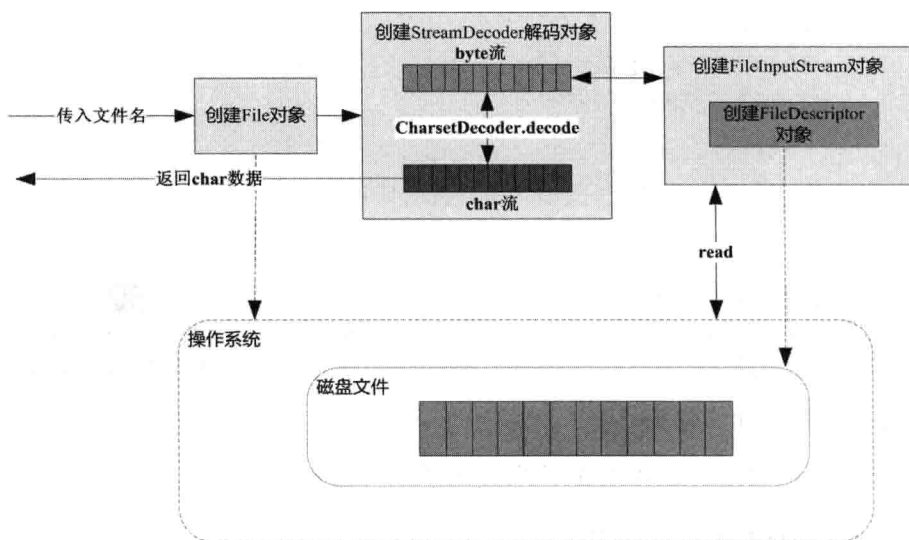 创建StreamDecoder解码对象
byte流
创建FileInputStream对象
传入文件名
创建File对象
CharsetDecoder.decode
创建FileDescriptor
对象
返回char数据
char流
read
操作系统
磁盘文件